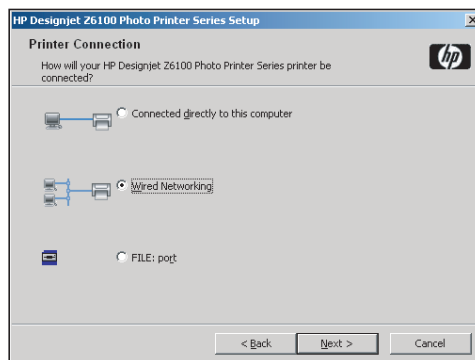 HP Designjet Z6100 Photo Printer Series Setup
Printer Connection
How will your HP Designjet Z6100 Photo Printer Series printer be
connected?
hp
Connected directly to this computer
Wired Networking
FILE: port
< Back
Next >
Cancel